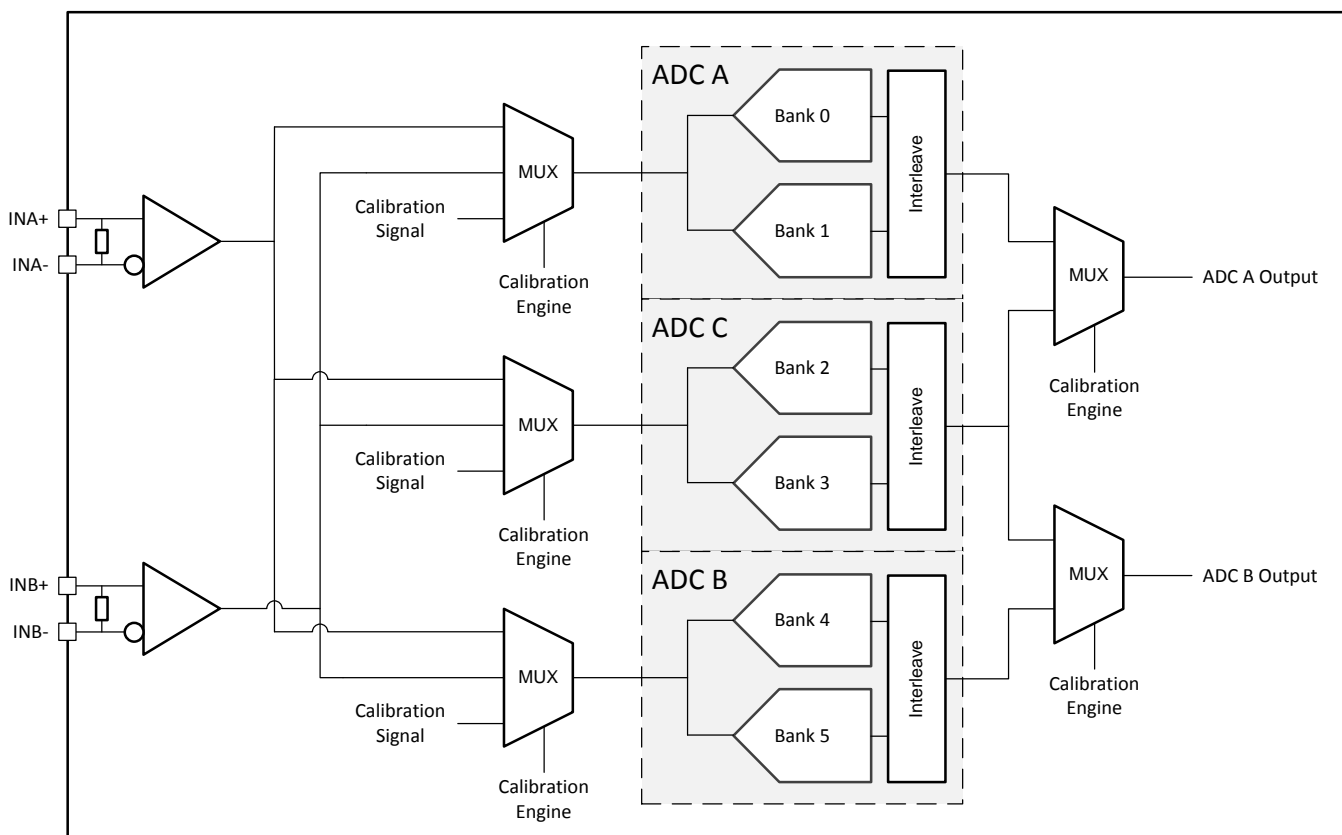 ADC A
Bank 0
Interleave
MUX
Calibration
Signal
Bank 1
INA+
INA-
Calibration
Engine
MUX
ADC A Output
ADC C
Bank 2
Interleave
MUX
Calibration
Engine
Calibration
Signal
Bank 3
Calibration
Engine
ADC B
INB+
INB-
Bank 4
Interleave
MUX
ADC B Output
MUX
Calibration
Engine
Calibration
Signal
Bank 5
Calibration
Engine